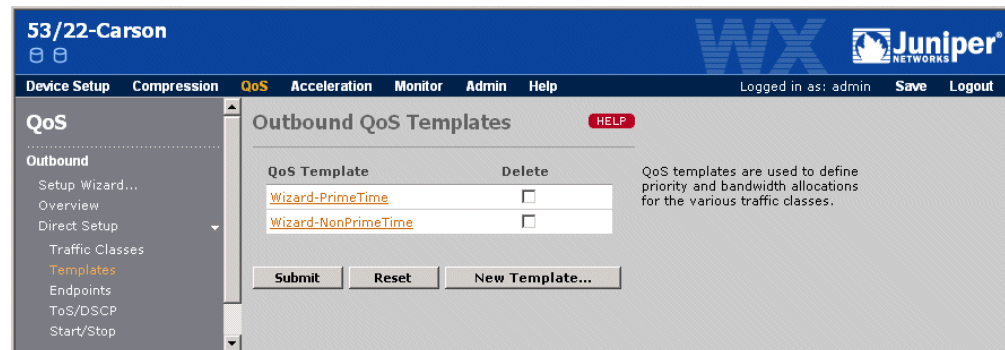 53/22-Carson
WX
Juniper®
NETWORKS
Device Setup Compression QoS Acceleration Monitor Admin Help Logged in as: admin Save Logout
QoS
Outbound
Setup Wizard...
Overview
Direct Setup
Traffic Classes
Templates
Endpoints
ToS/DSCP
Start/Stop
Outbound QoS Templates HELP
QoS Template Delete
Wizard-PrimeTime
Wizard-NonPrimeTime
Submit Reset New Template...
QoS templates are used to define
priority and bandwidth allocations
for the various traffic classes.